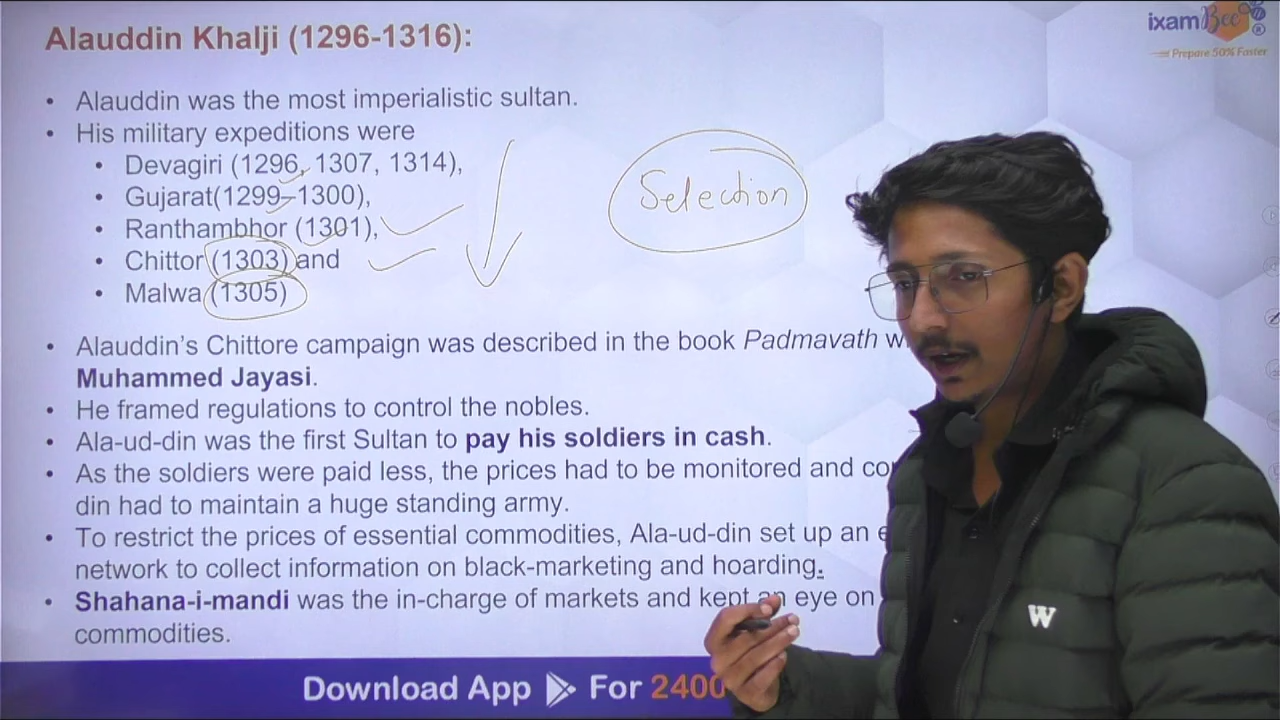 Alauddin Khalji (1296-1316):
ixamBee
Prepare 50% Faster
• Alauddin was the most imperialistic sultan.
• His military expeditions were
• Devagiri (1296, 1307, 1314),
• Gujarat(1299–1300),
• Ranthambhor (1301),
• Chittor (1303) and
• Malwa (1305)
Selection
• Alauddin's Chittore campaign was described in the book Padmavath w
Muhammed Jayasi.
• He framed regulations to control the nobles.
• Ala-ud-din was the first Sultan to pay his soldiers in cash.
• As the soldiers were paid less, the prices had to be monitored and co
din had to maintain a huge standing army.
• To restrict the prices of essential commodities, Ala-ud-din set up an e
network to collect information on black-marketing and hoarding.
• Shahana-i-mandi was the in-charge of markets and kept an eye on
commodities.
W
Download App For 2400